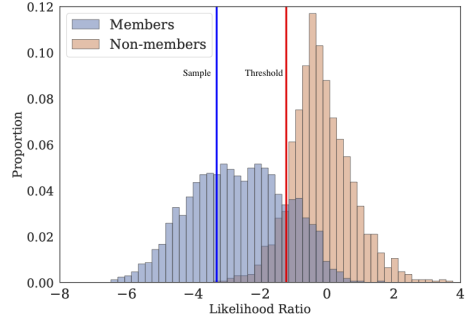 0.12
0.10
0.08
0.06
0.04
0.02
0.00
Proportion
Members
Non-members
Sample
Threshold
−8
−6
−4
−2
0
2
4
Likelihood Ratio